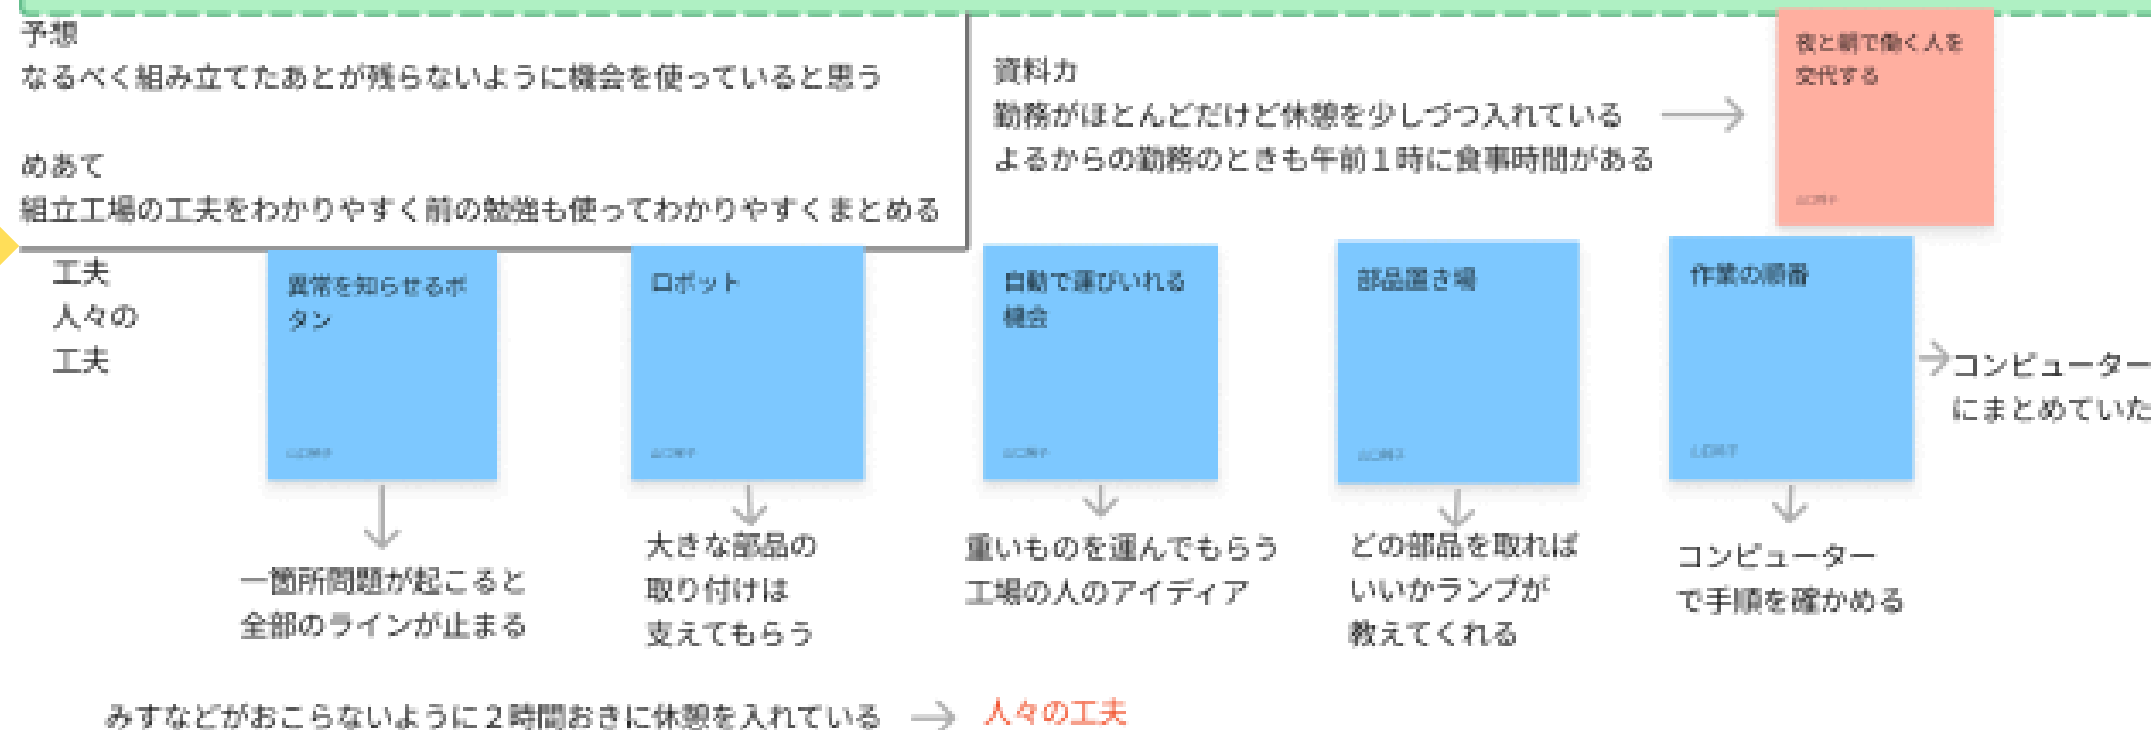 予想
なるべく組み立てたあとが残らないように機会を使っていると思う
めあて
組立工場の工夫をわかりやすく前の勉強も使ってわかりやすくまとめる
資料力
勤務がほとんどだけど休憩を少しづつ入れている
よるからの勤務のときも午前１時に食事時間がある
夜と朝で働く人を
交代する
工夫
人々の
工夫
異常を知らせるボ
タン
一箇所問題が起こると
全部のラインが止まる
ロボット
大きな部品の
取り付けは
支えてもらう
自動で運びいれる
機会
重いものを運んでもらう
工場の人のアイディア
部品置き場
どの部品を取れば
いいかランプが
教えてくれる
作業の順番
コンピューター
で手順を確かめる
コンピューター
にまとめていた
みすなどがおこらないように２時間おきに休憩を入れている
人々の工夫